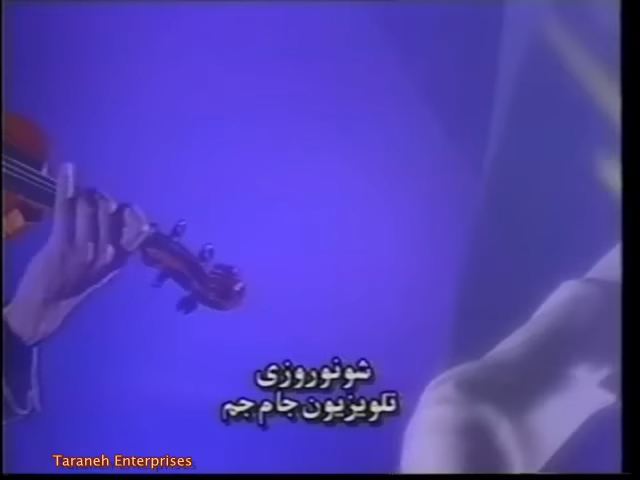 شو نوروزی
تلویزیون جام جم
Taraneh Enterprises